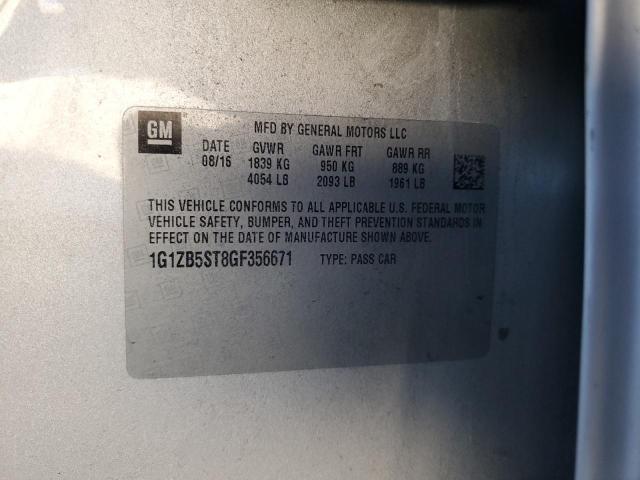 GM
MFD BY GENERAL MOTORS LLC
DATE GVWR GAWR FRT GAWR RR
08/16 1839 KG 950 KG 889 KG
4054 LB 2093 LB 1961 LB
THIS VEHICLE CONFORMS TO ALL APPLICABLE U.S. FEDERAL MOTOR
VEHICLE SAFETY, BUMPER, AND THEFT PREVENTION STANDARDS IN
EFFECT ON THE DATE OF MANUFACTURE SHOWN ABOVE.
1G1ZB5ST8GF356671 TYPE: PASS CAR